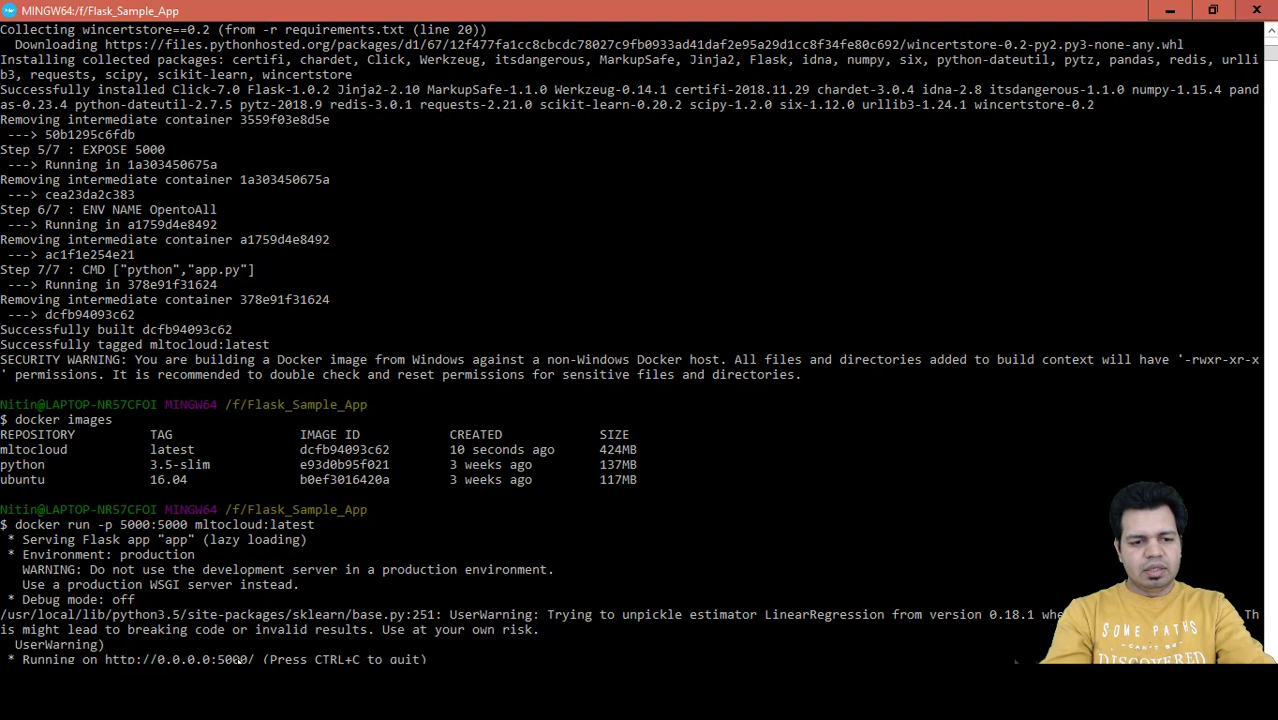 MINGW64:/f/Flask_Sample_App
Collecting wincertstore==0.2 (from -r requirements.txt (line 20))
  Downloading https://files.pythonhosted.org/packages/d1/67/12f477fa1cc8cbcdc78027c9fb0933ad41daf2e95a29d1cc8f34fe80c692/wincertstore-0.2-py2.py3-none-any.whl
Installing collected packages: certifi, chardet, Click, Werkzeug, itsdangerous, MarkupSafe, Jinja2, Flask, idna, numpy, six, python-dateutil, pytz, pandas, redis, urlli
b3, requests, scipy, scikit-learn, wincertstore
Successfully installed Click-7.0 Flask-1.0.2 Jinja2-2.10 MarkupSafe-1.1.0 Werkzeug-0.14.1 certifi-2018.11.29 chardet-3.0.4 idna-2.8 itsdangerous-1.1.0 numpy-1.15.4 pand
as-0.23.4 python-dateutil-2.7.5 pytz-2018.9 redis-3.0.1 requests-2.21.0 scikit-learn-0.20.2 scipy-1.2.0 six-1.12.0 urllib3-1.24.1 wincertstore-0.2
Removing intermediate container 3559f03e8d5e
 ---> 50b1295c6fdb
Step 5/7 : EXPOSE 5000
 ---> Running in 1a303450675a
Removing intermediate container 1a303450675a
 ---> cea23da2c383
Step 6/7 : ENV NAME OpentoAll
 ---> Running in a1759d4e8492
Removing intermediate container a1759d4e8492
 ---> ac1f1e254e21
Step 7/7 : CMD ["python","app.py"]
 ---> Running in 378e91f31624
Removing intermediate container 378e91f31624
 ---> dcfb94093c62
Successfully built dcfb94093c62
Successfully tagged mltocloud:latest
SECURITY WARNING: You are building a Docker image from Windows against a non-Windows Docker host. All files and directories added to build context will have '-rwxr-xr-x
' permissions. It is recommended to double check and reset permissions for sensitive files and directories.
Nitin@LAPTOP-NR57CFOI MINGW64 /f/Flask_Sample_App
$ docker images
REPOSITORY TAG IMAGE ID CREATED SIZE
mltocloud latest dcfb94093c62 10 seconds ago 424MB
python 3.5-slim e93d0b95f021 3 weeks ago 137MB
ubuntu 16.04 b0ef3016420a 3 weeks ago 117MB
Nitin@LAPTOP-NR57CFOI MINGW64 /f/Flask_Sample_App
$ docker run -p 5000:5000 mltocloud:latest
 * Serving Flask app "app" (lazy loading)
 * Environment: production
   WARNING: Do not use the development server in a production environment.
   Use a production WSGI server instead.
 * Debug mode: off
/usr/local/lib/python3.5/site-packages/sklearn/base.py:251: UserWarning: Trying to unpickle estimator LinearRegression from version 0.18.1 Th
is might lead to breaking code or invalid results. Use at your own risk.
  UserWarning)
 * Running on http://0.0.0.0:5000/ (Press CTRL+C to quit)
SOME PATHS
CAN'T BE
DISCOVERED